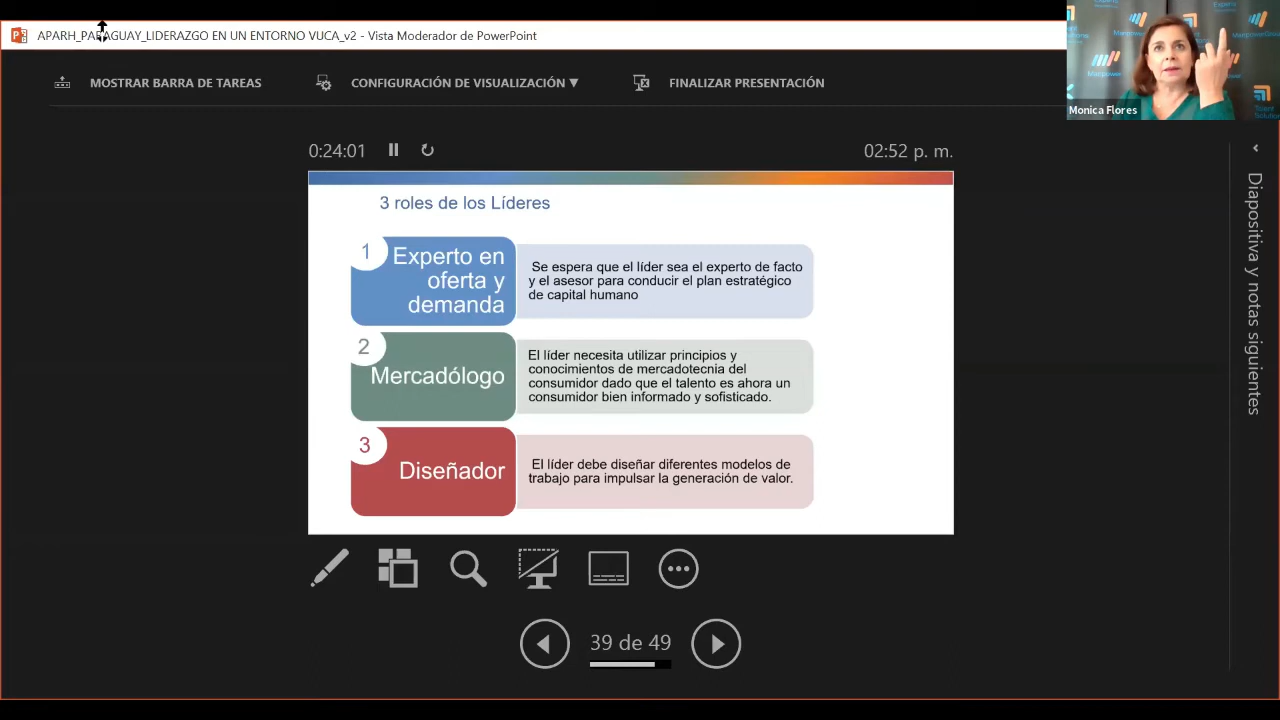 APARH_PARAGUAY_LIDERAZGO EN UN ENTORNO VUCA_v2 - Vista Moderador de PowerPoint
MOSTRAR BARRA DE TAREAS
CONFIGURACIÓN DE VISUALIZACIÓN ▼
FINALIZAR PRESENTACIÓN
Manpower
Monica Flores
0:24:01
02:52 p. m.
3 roles de los Líderes
1
Experto en
oferta y
demanda
Se espera que el líder sea el experto de facto
y el asesor para conducir el plan estratégico
de capital humano
2
Mercadólogo
El líder necesita utilizar principios y
conocimientos de mercadotecnia del
consumidor dado que el talento es ahora un
consumidor bien informado y sofisticado.
3
Diseñador
El líder debe diseñar diferentes modelos de
trabajo para impulsar la generación de valor.
39 de 49
Diapositiva y notas siguientes